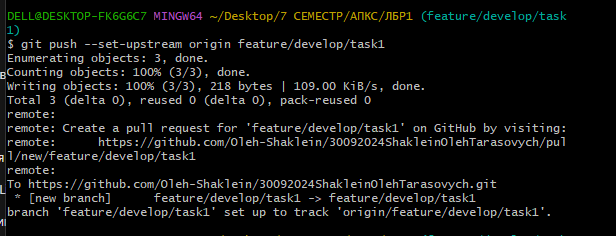 DELL@DESKTOP-FK6G6C7 MINGW64 ~/Desktop/7 СЕМЕСТР/АПКС/ЛБР1 (feature/develop/task
1)
$ git push --set-upstream origin feature/develop/task1
Enumerating objects: 3, done.
Counting objects: 100% (3/3), done.
Writing objects: 100% (3/3), 218 bytes | 109.00 KiB/s, done.
Total 3 (delta 0), reused 0 (delta 0), pack-reused 0
remote:
remote: Create a pull request for 'feature/develop/task1' on GitHub by visiting:
remote:      https://github.com/Oleh-Shaklein/30092024ShakleinOlehTarasovych/pul
l/new/feature/develop/task1
remote:
To https://github.com/Oleh-Shaklein/30092024ShakleinOlehTarasovych.git
 * [new branch]      feature/develop/task1 -> feature/develop/task1
branch 'feature/develop/task1' set up to track 'origin/feature/develop/task1'.